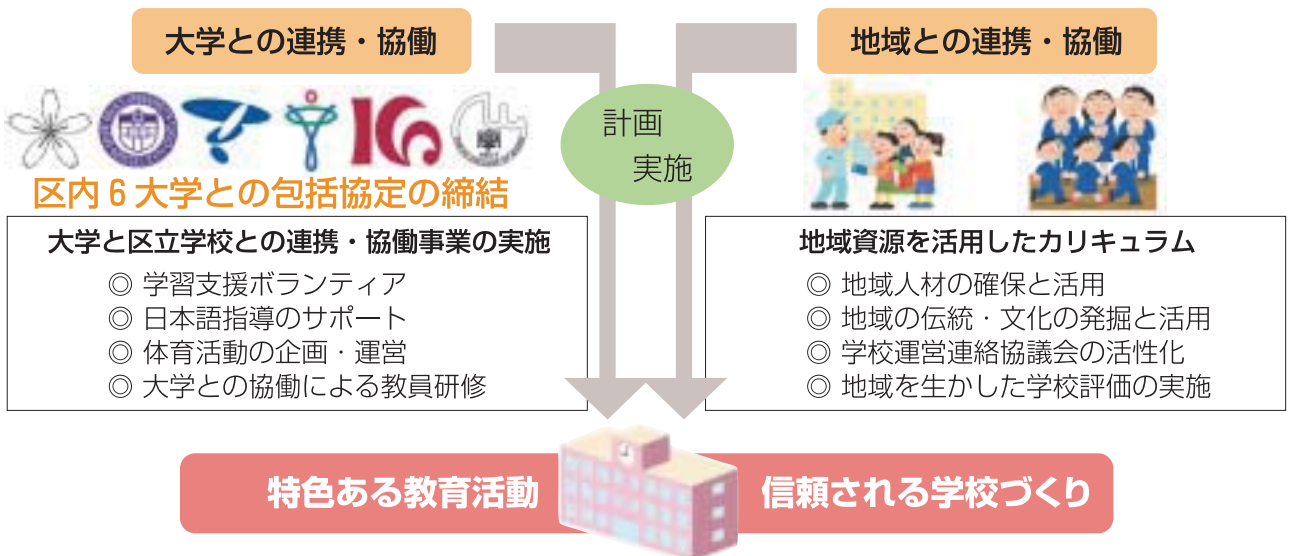 大学との連携・協働
地域との連携・協働
計画
実施
区内6大学との包括協定の締結
大学と区立学校との連携・協働事業の実施
◎ 学習支援ボランティア
◎ 日本語指導のサポート
◎ 体育活動の企画・運営
◎ 大学との協働による教員研修
地域資源を活用したカリキュラム
◎ 地域人材の確保と活用
◎ 地域の伝統・文化の発掘と活用
◎ 学校運営連絡協議会の活性化
◎ 地域を生かした学校評価の実施
特色ある教育活動
信頼される学校づくり